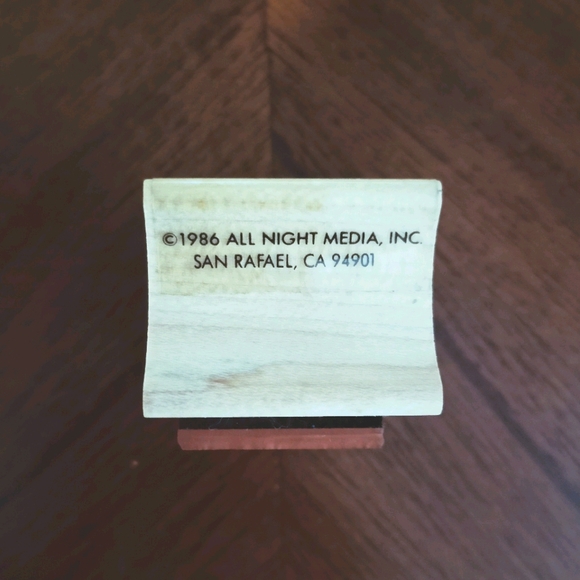 ©1986 ALL NIGHT MEDIA, INC.
SAN RAFAEL, CA 94901